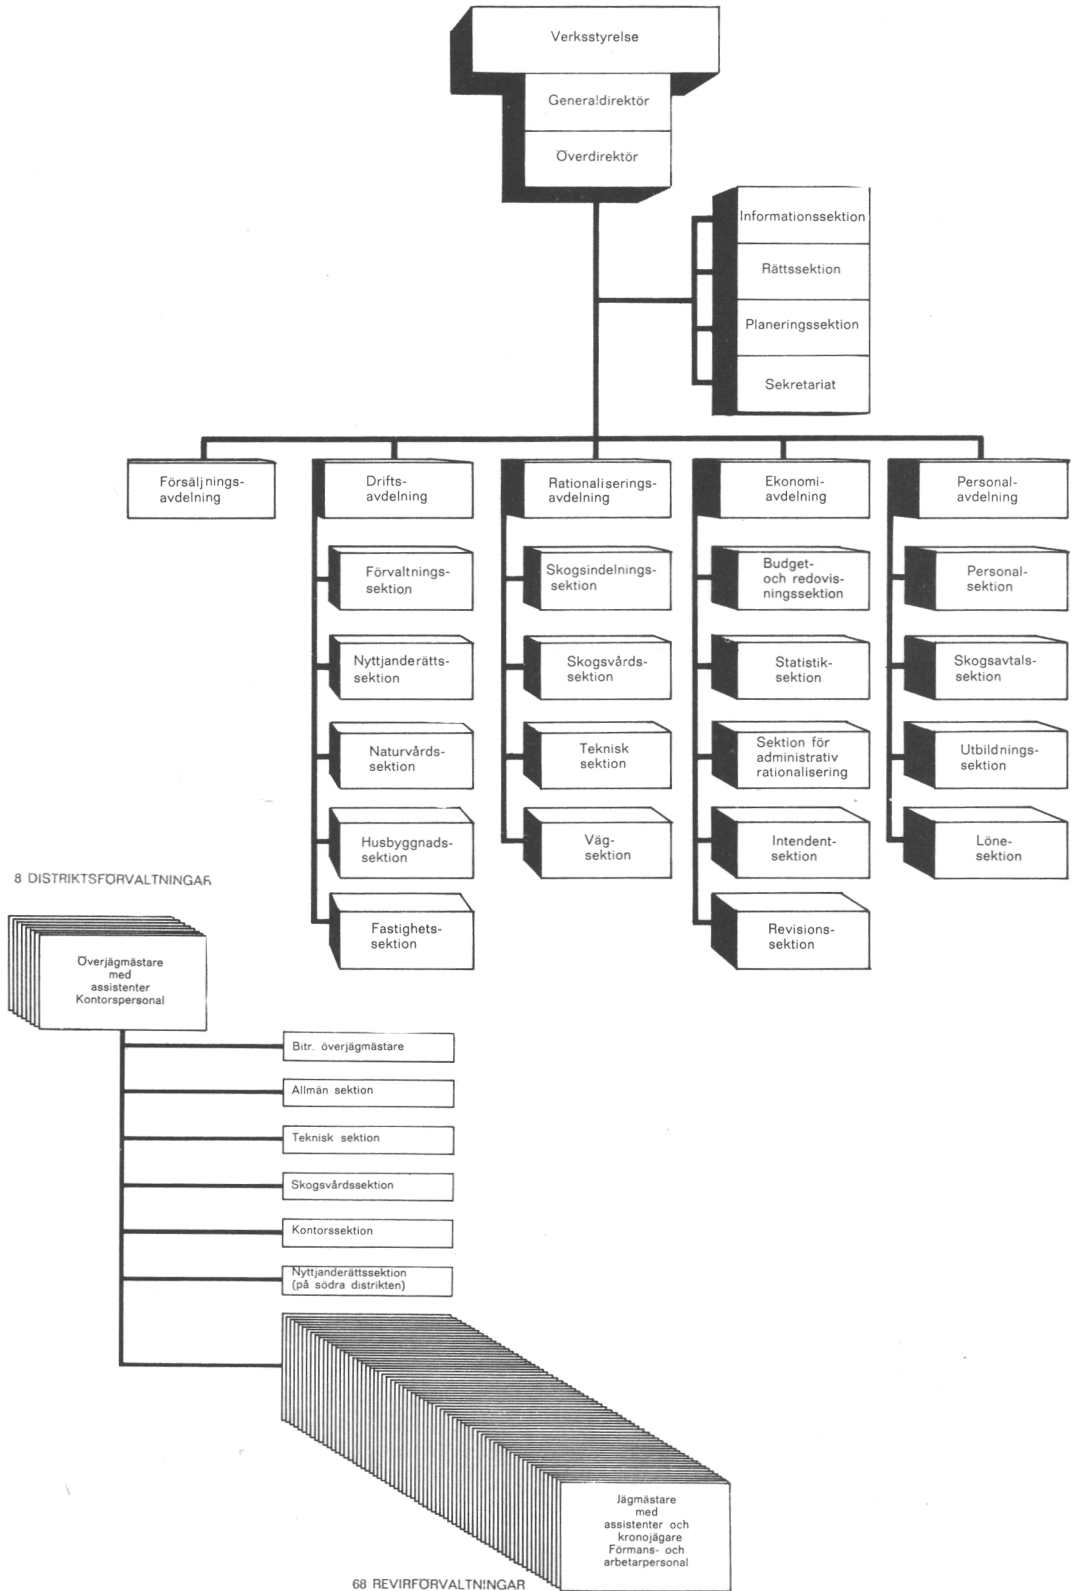 Verksstyrelse
Generaldirektör
Överdirektör
Informationssektion
Rättssektion
Planeringssektion
Sekretariat
Försäljnings-
avdelning
Drifts-
avdelning
Rationaliserings-
avdelning
Ekonomi-
avdelning
Personal-
avdelning
Förvaltnings-
sektion
Skogsindelnings-
sektion
Budget-
och redovis-
ningssektion
Personal-
sektion
Nyttjanderätts-
sektion
Skogsvårds-
sektion
Statistik-
sektion
Skogsavtals-
sektion
Naturvårds-
sektion
Teknisk
sektion
Sektion för
administrativ
rationalisering
Utbildnings-
sektion
Husbyggnads-
sektion
Väg-
sektion
Intendent-
sektion
Löne-
sektion
Fastighets-
sektion
Revisions-
sektion
8 DISTRIKTSFÖRVALTNINGAR
Överjägmästare
med
assistenter
Kontorspersonal
Bitr. överjägmästare
Allmän sektion
Teknisk sektion
Skogsvårdssektion
Kontorssektion
Nyttjanderättssektion
(på södra distrikten)
Jägmästare
med
assistenter och
kronojägare
Förmans- och
arbetarpersonal
68 REVIRFÖRVALTNINGAR